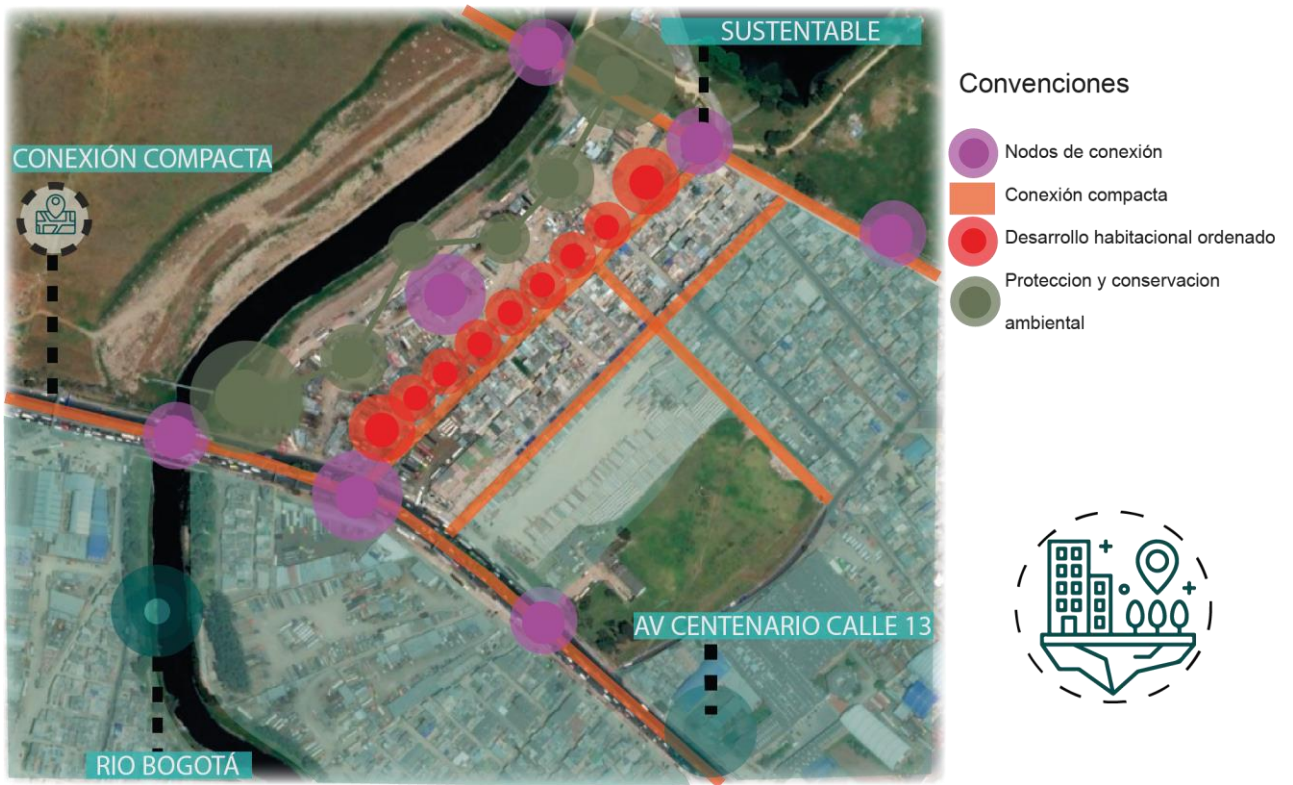 SUSTENTABLE
CONEXIÓN COMPACTA
AV CENTENARIO CALLE 13
RIO BOGOTÁ
Convenciones
Nodos de conexión
Conexión compacta
Desarrollo habitacional ordenado
Proteccion y conservacion
ambiental